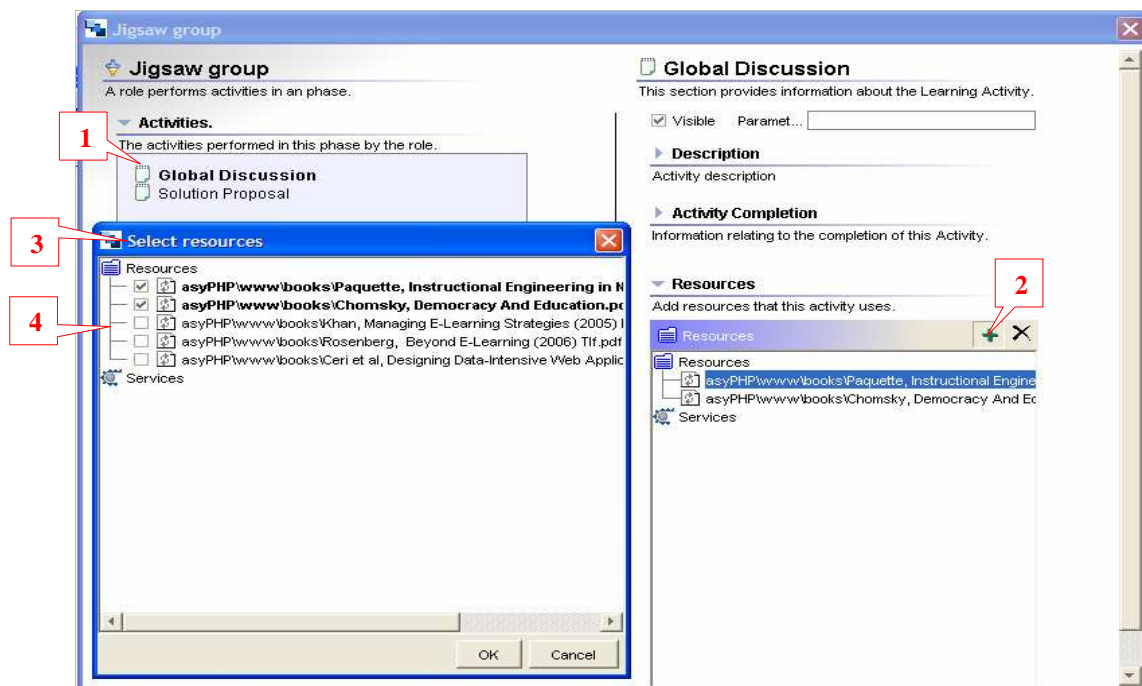 Jigsaw group
Jigsaw group
A role performs activities in an phase.
1
Activities.
The activities performed in this phase by the role.
Global Discussion
Solution Proposal
3
Select resources
4
Resources
asyPHP\www\books\Paquette, Instructional Engineering in N
asyPHP\www\books\Chomsky, Democracy And Education.pd
asyPHP\www\books\Khan, Managing E-Learning Strategies (2005)
asyPHP\www\books\Rosenberg, Beyond E-Learning (2006) Tlf.pdf
asyPHP\www\books\Ceri et al, Designing Data-Intensive Web Applic
Services
OK Cancel
Global Discussion
This section provides information about the Learning Activity.
Visible Paramet...
Description
Activity description
Activity Completion
Information relating to the completion of this Activity.
Resources
2
Add resources that this activity uses.
Resources
Resources
asyPHP\www\books\Paquette, Instructional Engine
asyPHP\www\books\Chomsky, Democracy And Ec
Services